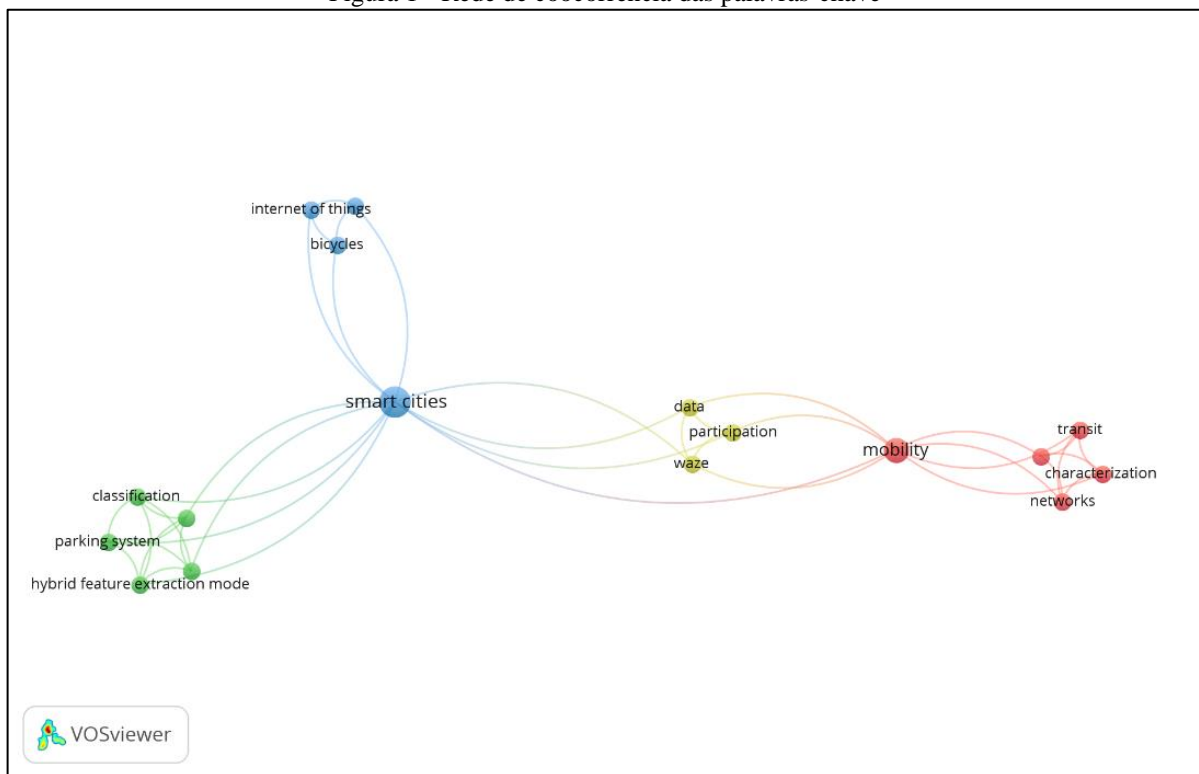 Figura 1 - Rede de coocorrência das palavras-chave
internet of things
bicycles
smart cities
data
participation
waze
mobility
transit
characterization
networks
classification
parking system
hybrid feature extraction mode
VOSviewer